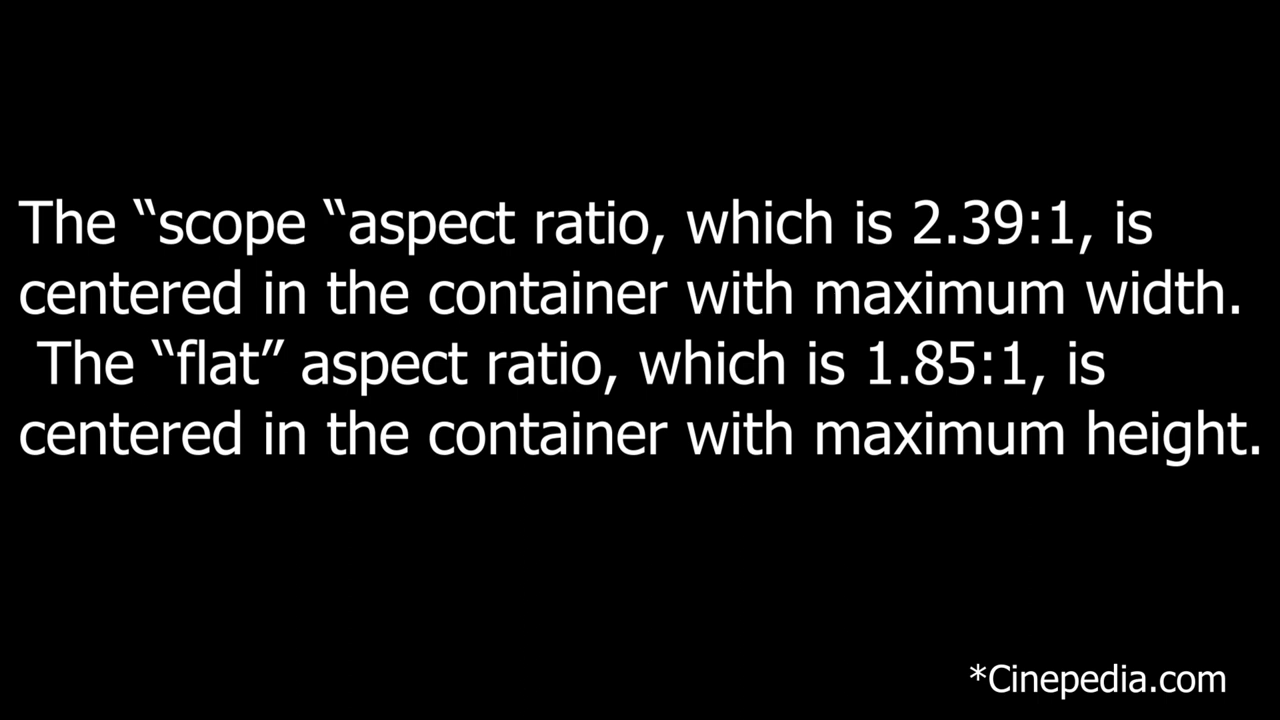 The “scope “aspect ratio, which is 2.39:1, is
centered in the container with maximum width.
The “flat” aspect ratio, which is 1.85:1, is
centered in the container with maximum height.
*Cinepedia.com